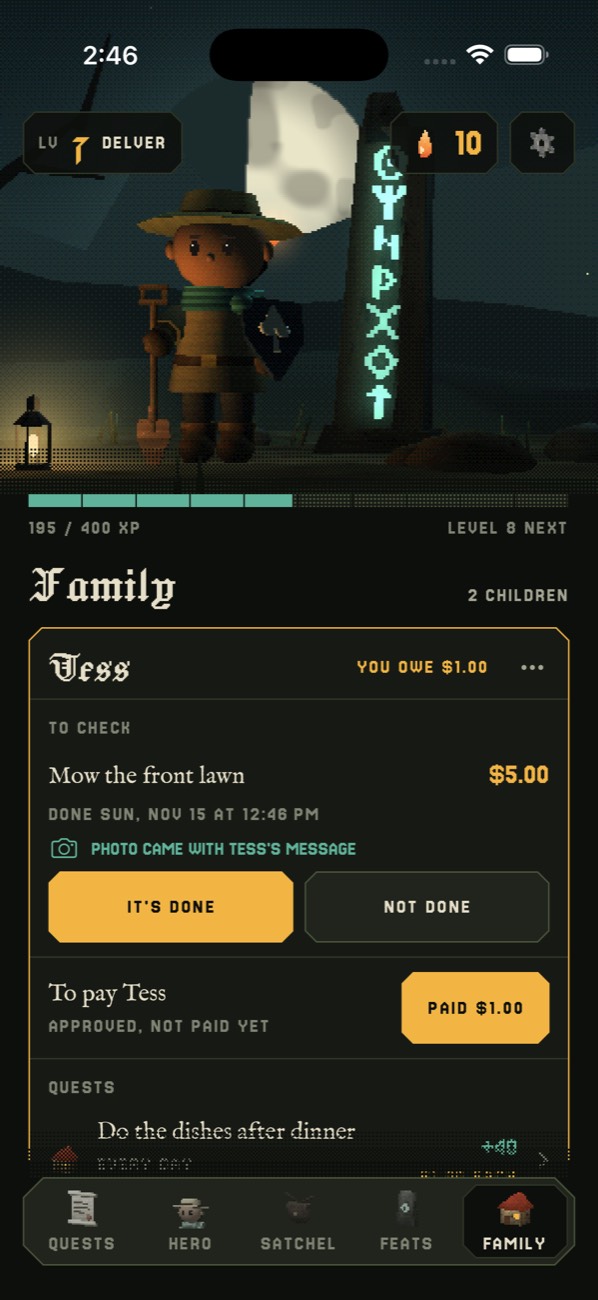 2:46
LV 7 DELVER
10
195 / 400 XP
LEVEL 8 NEXT
Family
2 CHILDREN
Tess
YOU OWE $1.00
TO CHECK
Mow the front lawn
$5.00
DONE SUN, NOV 15 AT 12:46 PM
PHOTO CAME WITH TESS'S MESSAGE
IT'S DONE
NOT DONE
To pay Tess
APPROVED, NOT PAID YET
PAID $1.00
QUESTS
Do the dishes after dinner
+40
EVERY DAY
QUESTS
HERO
SATCHEL
FEATS
FAMILY